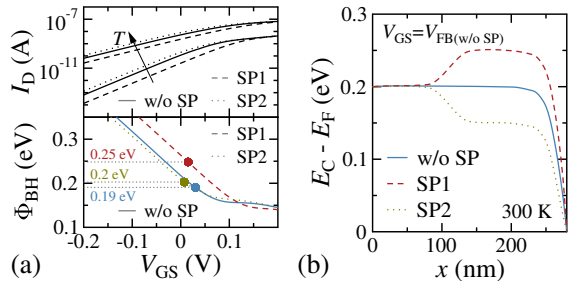 10⁻⁷
10⁻¹¹
I_D (A)
T
w/o SP
SP1
SP2
0.3
0.2
0.1
Φ_BH (eV)
0.25 eV
0.2 eV
0.19 eV
SP1
SP2
w/o SP
-0.2 -0.1 0 0.1 0.2
(a) V_GS (V)
V_GS=V_FB(w/o SP)
0.3
0.2
0.1
0
E_C - E_F (eV)
w/o SP
SP1
SP2
300 K
0 100 200
(b) x (nm)